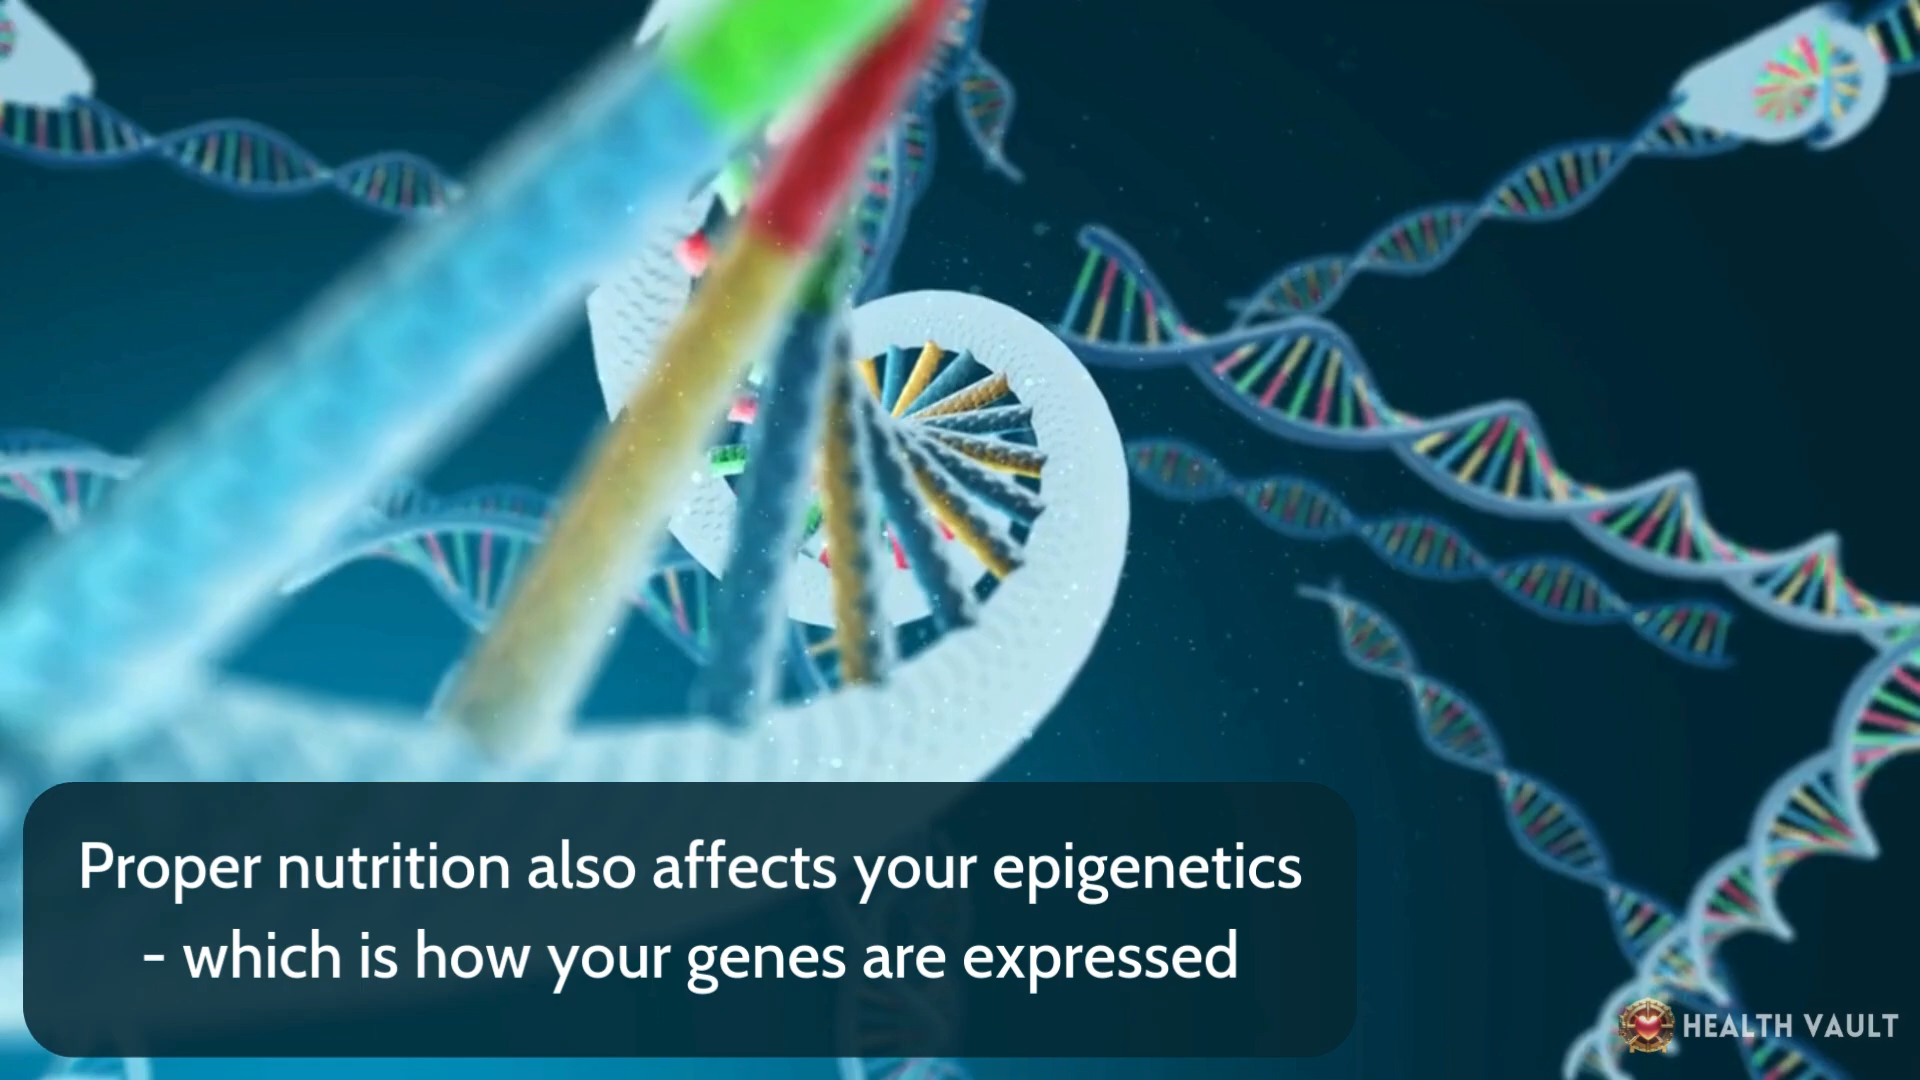 Proper nutrition also affects your epigenetics
- which is how your genes are expressed
HEALTH VAULT